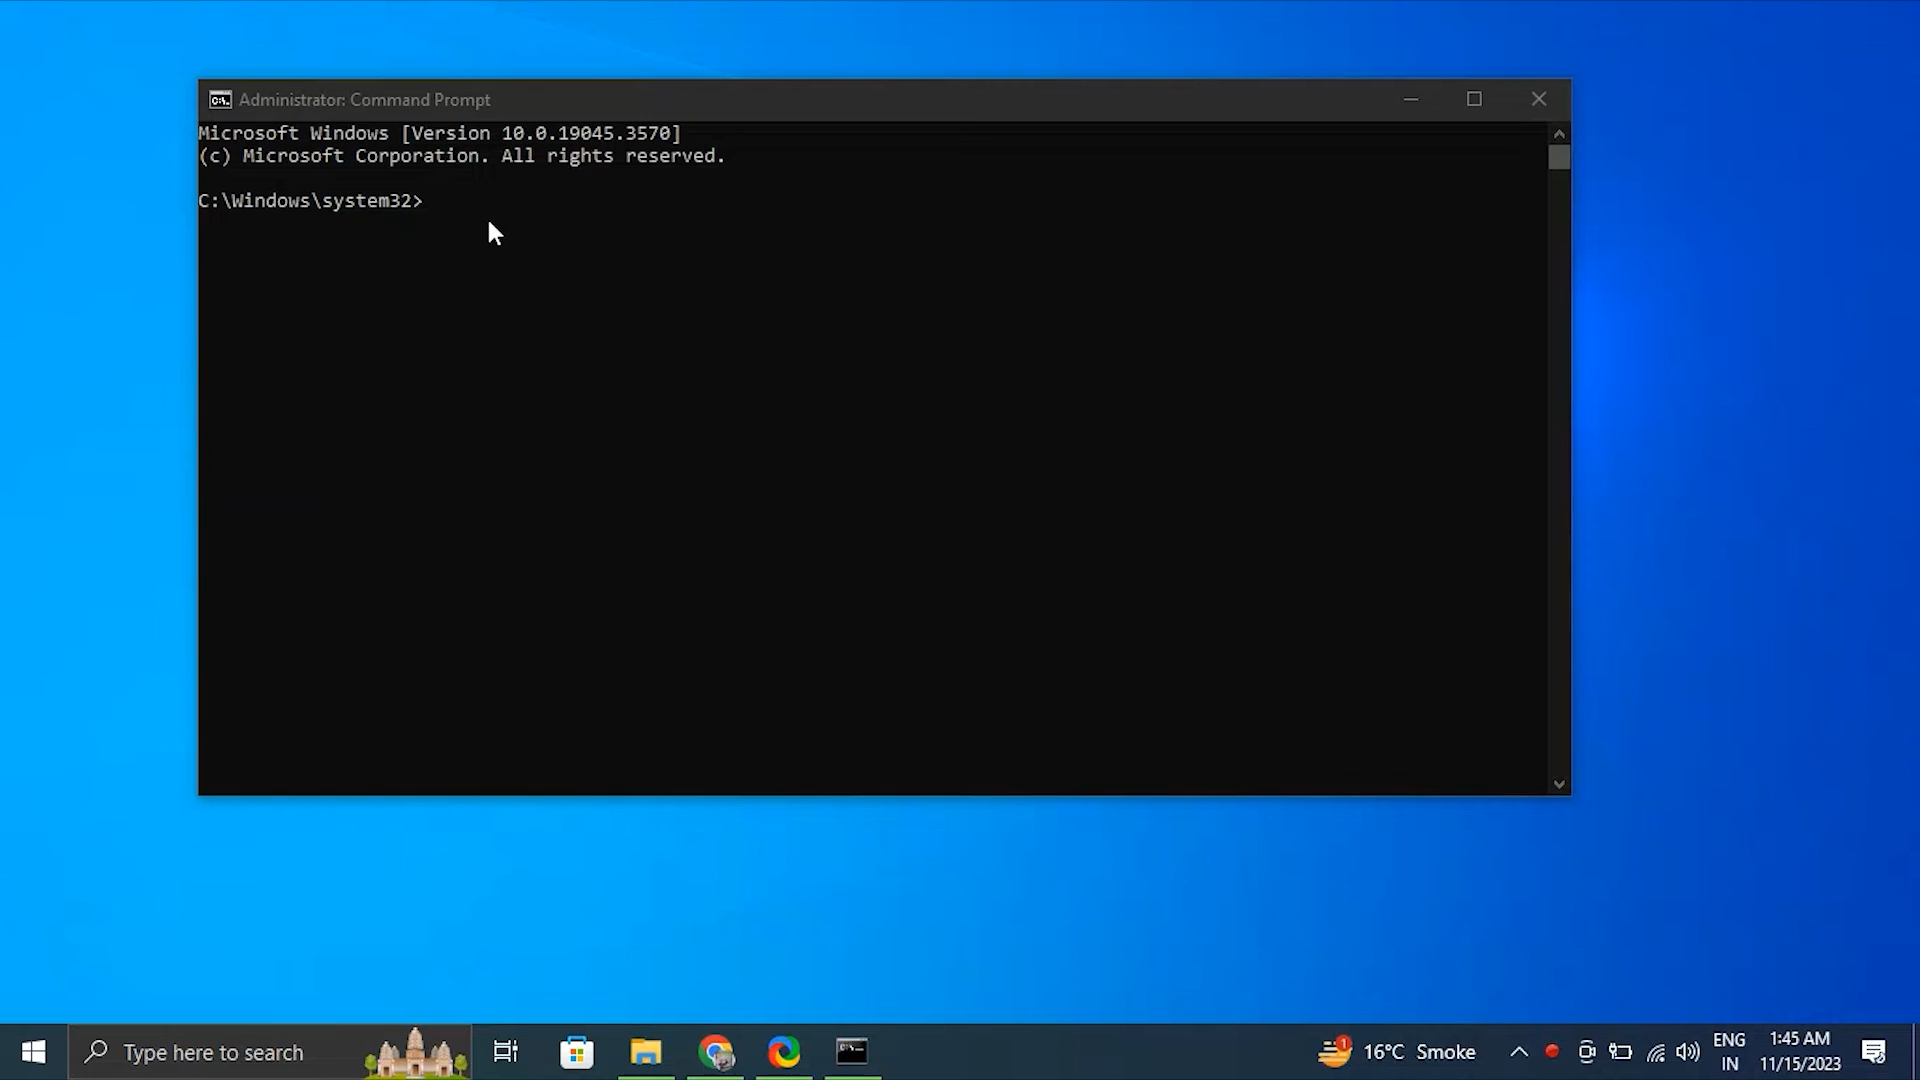 Administrator: Command Prompt
Microsoft Windows [Version 10.0.19045.3570]
(c) Microsoft Corporation. All rights reserved.
C:\Windows\system32>
Type here to search
1
16°C Smoke
ENG
IN
1:45 AM
11/15/2023